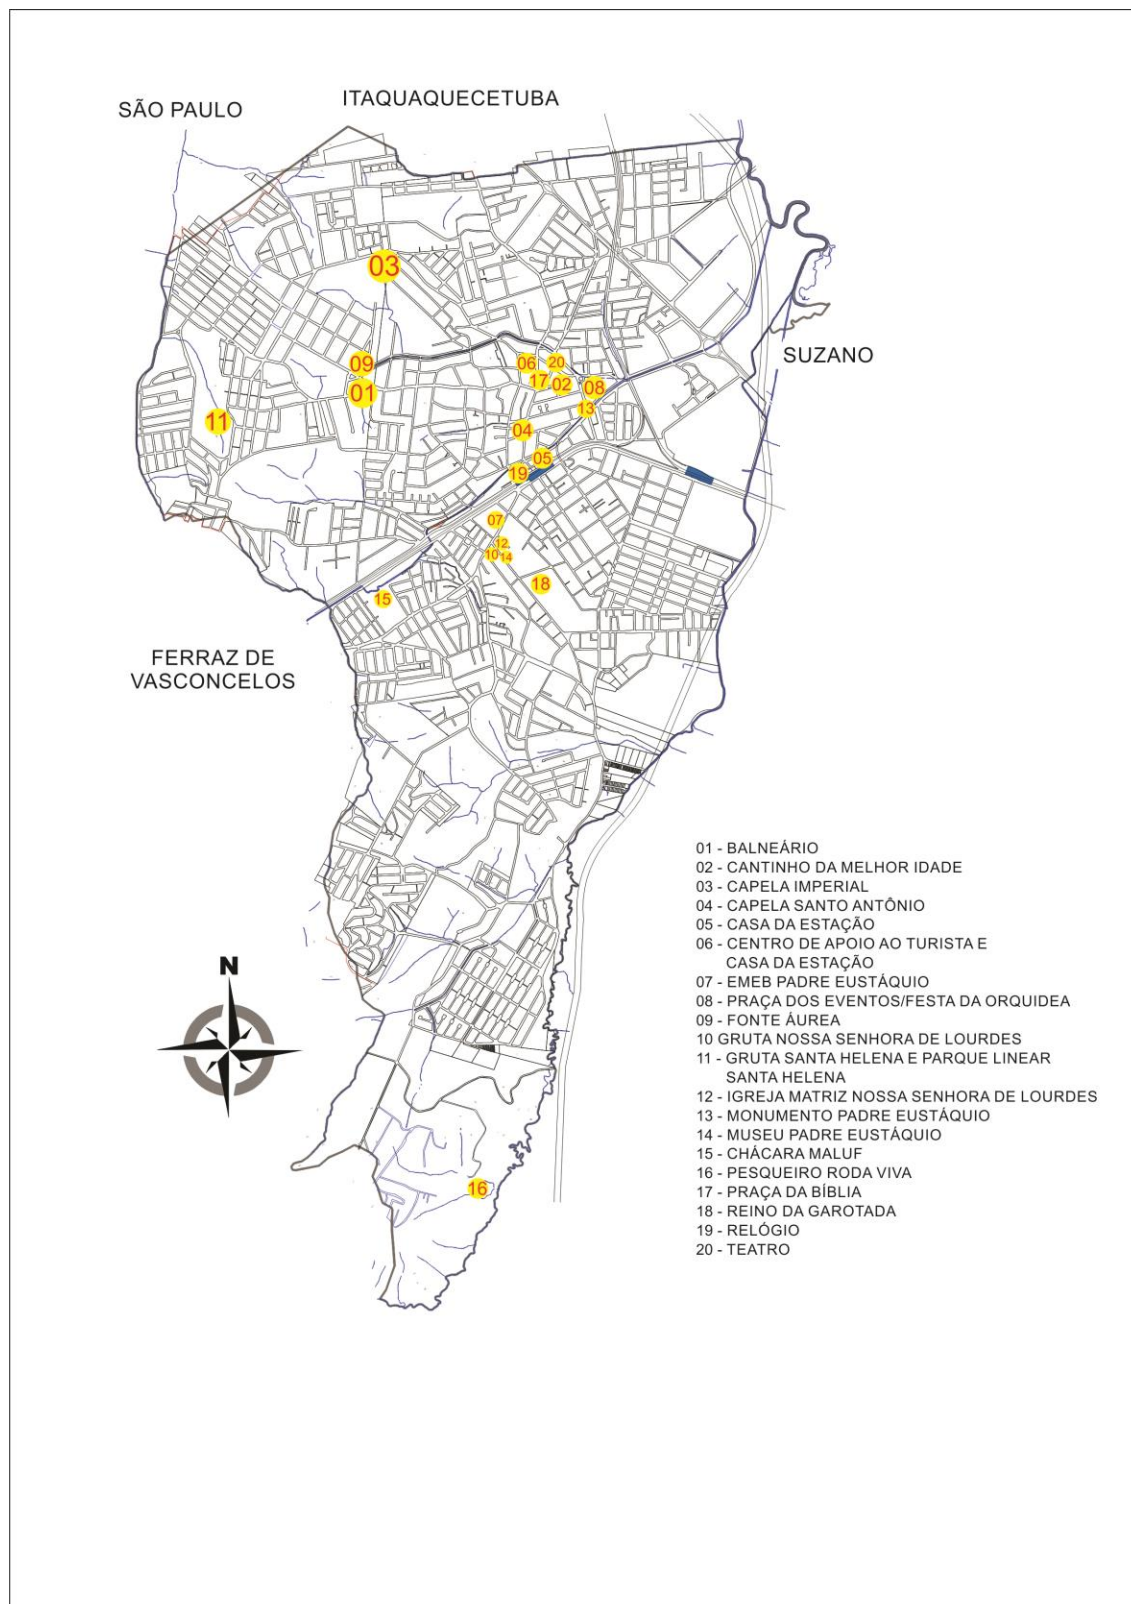 ITAQUAQUECETUBA
SÃO PAULO
03
SUZANO
09
06
20
17
02
08
01
13
11
04
05
19
07
12
10
14
18
15
FERRAZ DE
VASCONCELOS
01 - BALNEÁRIO
02 - CANTINHO DA MELHOR IDADE
03 - CAPELA IMPERIAL
04 - CAPELA SANTO ANTÔNIO
05 - CASA DA ESTAÇÃO
06 - CENTRO DE APOIO AO TURISTA E
CASA DA ESTAÇÃO
07 - EMEB PADRE EUSTÁQUIO
08 - PRAÇA DOS EVENTOS/FESTA DA ORQUIDEA
09 - FONTE ÁUREA
10 GRUTA NOSSA SENHORA DE LOURDES
11 - GRUTA SANTA HELENA E PARQUE LINEAR
SANTA HELENA
12 - IGREJA MATRIZ NOSSA SENHORA DE LOURDES
13 - MONUMENTO PADRE EUSTÁQUIO
14 - MUSEU PADRE EUSTÁQUIO
15 - CHÁCARA MALUF
16 - PESQUEIRO RODA VIVA
17 - PRAÇA DA BÍBLIA
18 - REINO DA GAROTADA
19 - RELÓGIO
20 - TEATRO
N
16